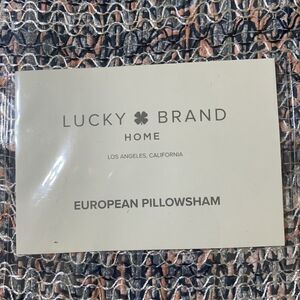 LUCKY BRAND
HOME
LOS ANGELES, CALIFORNIA
EUROPEAN PILLOWSHAM